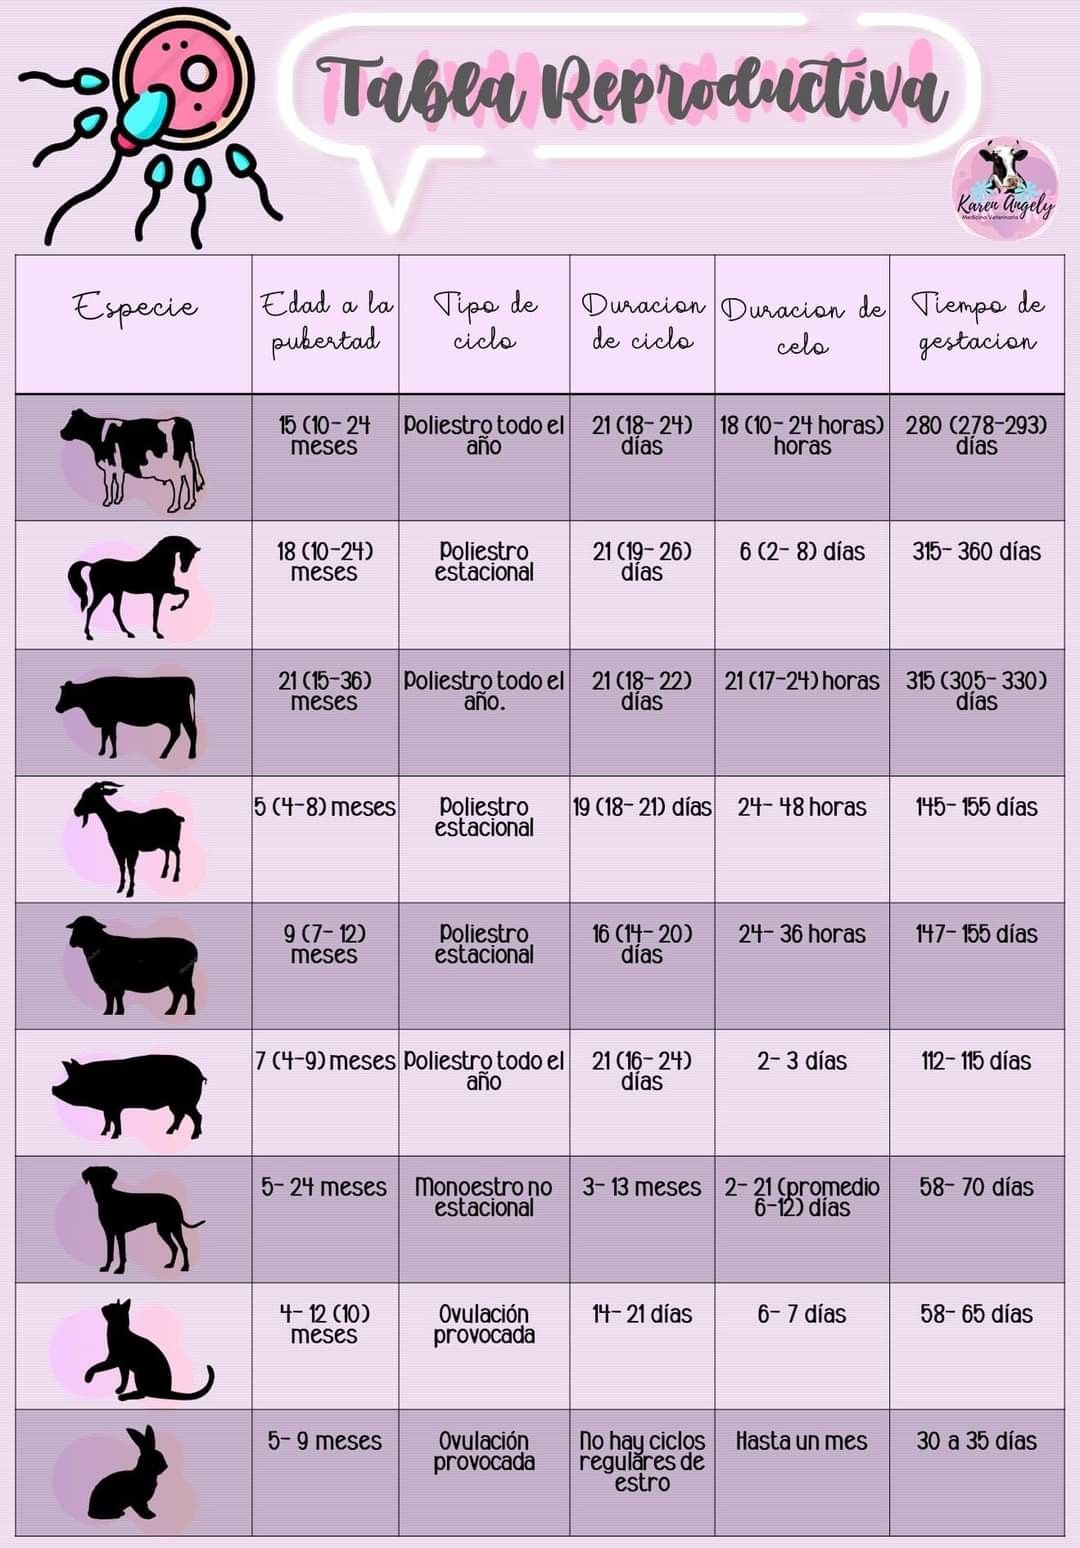 Tabla Reproductiva
Karen Angely
Medicina Veterinaria
Especie
Edad a la
pubertad
Tipo de
ciclo
Duracion
de ciclo
Duracion de
celo
Tiempo de
gestacion
15 (10- 24
meses
Poliestro todo el
año
21 (18- 24)
días
18 (10- 24 horas)
horas
280 (278-293)
días
18 (10-24)
meses
Poliestro
estacional
21 (19- 26)
días
6 (2- 8) días
315- 360 días
21 (15-36)
meses
Poliestro todo el
año.
21 (18- 22)
días
21 (17-24) horas
315 (305- 330)
días
5 (4-8) meses
Poliestro
estacional
19 (18- 21) días
24- 48 horas
145- 155 días
9 (7- 12)
meses
Poliestro
estacional
16 (14- 20)
días
24- 36 horas
147- 155 días
7 (4-9) meses
Poliestro todo el
año
21 (16- 24)
días
2- 3 días
112- 115 días
5- 24 meses
Monoestro no
estacional
3- 13 meses
2- 21 (promedio
6-12) días
58- 70 días
4- 12 (10)
meses
Ovulación
provocada
14- 21 días
6- 7 días
58- 65 días
5- 9 meses
Ovulación
provocada
No hay ciclos
regulares de
estro
Hasta un mes
30 a 35 días